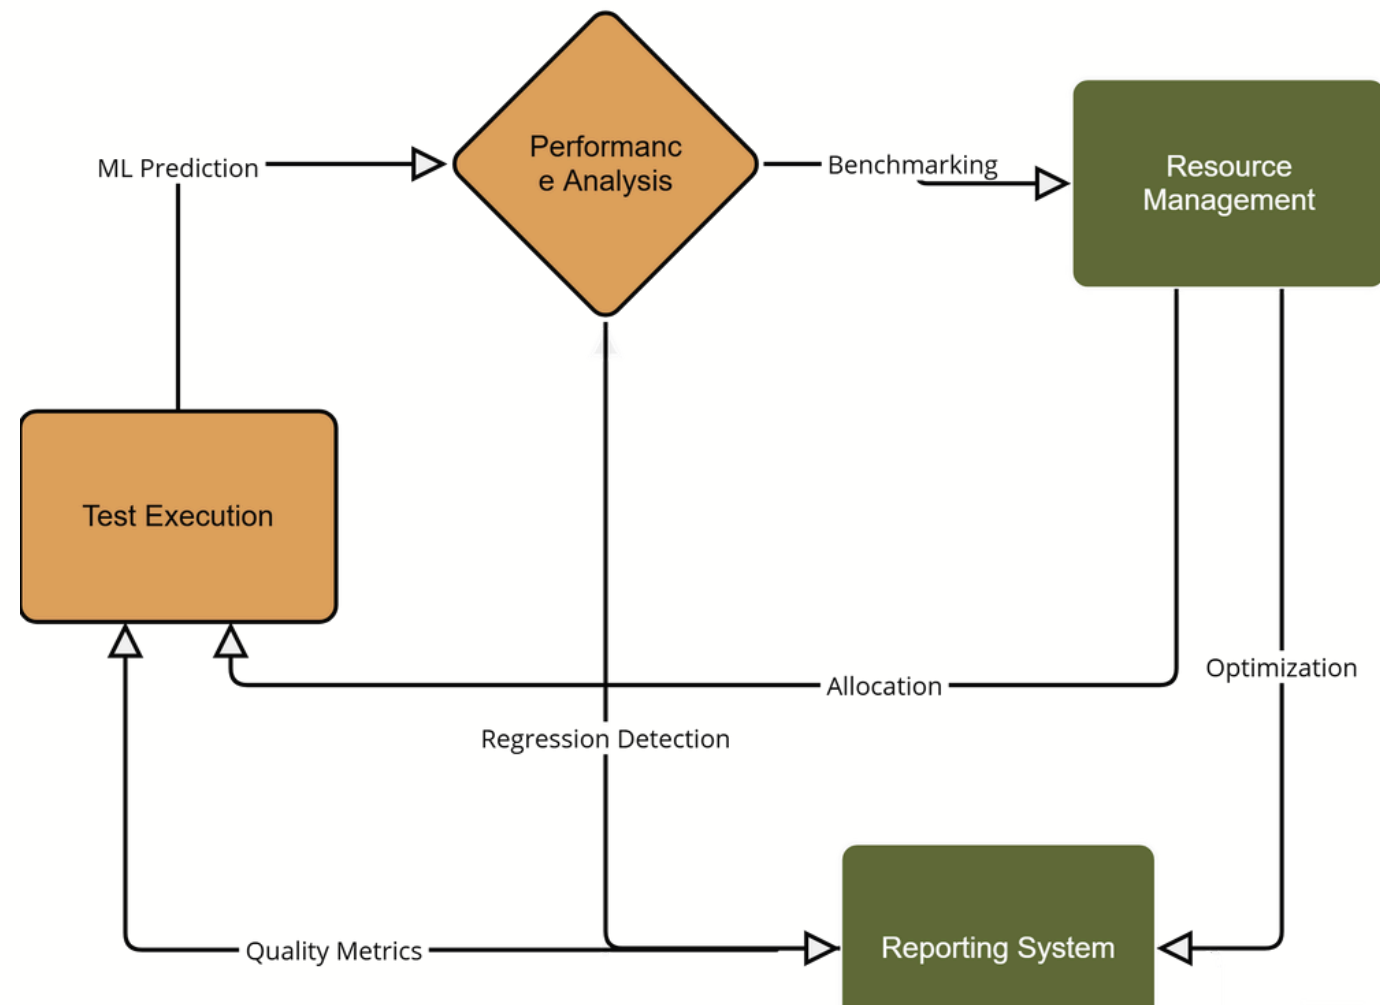 Performanc
e Analysis
ML Prediction
Benchmarking
Resource
Management
Test Execution
Optimization
Allocation
Regression Detection
Quality Metrics
Reporting System